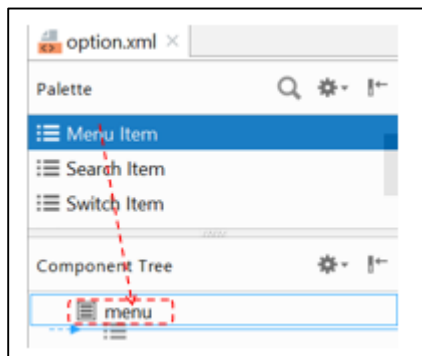 option.xml
Palette
Menu Item
Search Item
Switch Item
Component Tree
menu